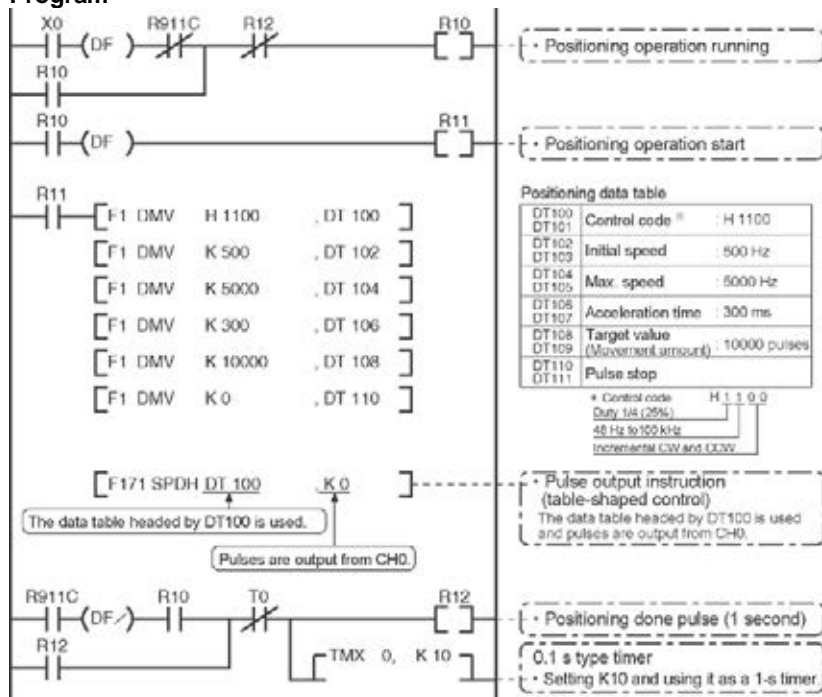 Program
X0 R911C R12 R10
(DF)
· Positioning operation running
R10
R10 R11
(DF)
· Positioning operation start
R11
F1 DMV H 1100 , DT 100
F1 DMV K 500 , DT 102
F1 DMV K 5000 , DT 104
F1 DMV K 300 , DT 106
F1 DMV K 10000 , DT 108
F1 DMV K 0 , DT 110
Positioning data table
DT100 DT101 Control code * : H 1100
DT102 DT103 Initial speed : 500 Hz
DT104 DT105 Max. speed : 5000 Hz
DT106 DT107 Acceleration time : 300 ms
DT108 DT109 Target value (Movement amount) : 10000 pulses
DT110 DT111 Pulse stop
* Control code H 1 1 0 0
Duty 1/4 (25%)
48 Hz to100 kHz
Incremental CW and CCW
F171 SPDH DT 100 , K 0
· Pulse output instruction
(table-shaped control)
The data table headed by DT100 is used
and pulses are output from CH0.
The data table headed by DT100 is used.
Pulses are output from CH0.
R911C R10 T0 R12
(DF/)
· Positioning done pulse (1 second)
R12
TMX 0, K 10
0.1 s type timer
· Setting K10 and using it as a 1-s timer.